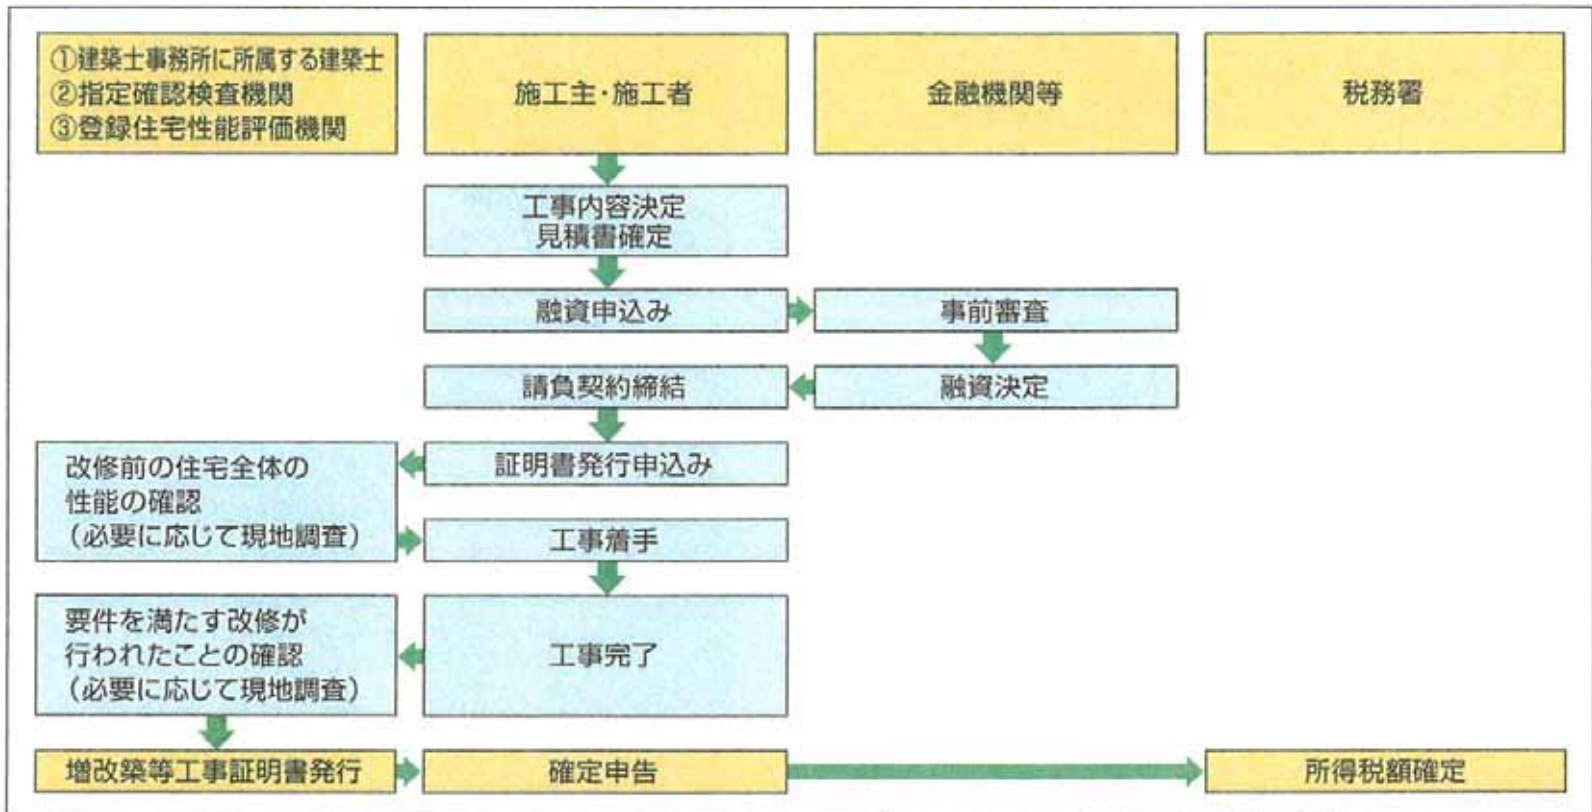 ①建築士事務所に所属する建築士
②指定確認検査機関
③登録住宅性能評価機関
施工主・施工者
金融機関等
税務署
工事内容決定
見積書確定
融資申込み
事前審査
請負契約締結
融資決定
改修前の住宅全体の
性能の確認
（必要に応じて現地調査）
証明書発行申込み
工事着手
要件を満たす改修が
行われたことの確認
（必要に応じて現地調査）
工事完了
増改築等工事証明書発行
確定申告
所得税額確定